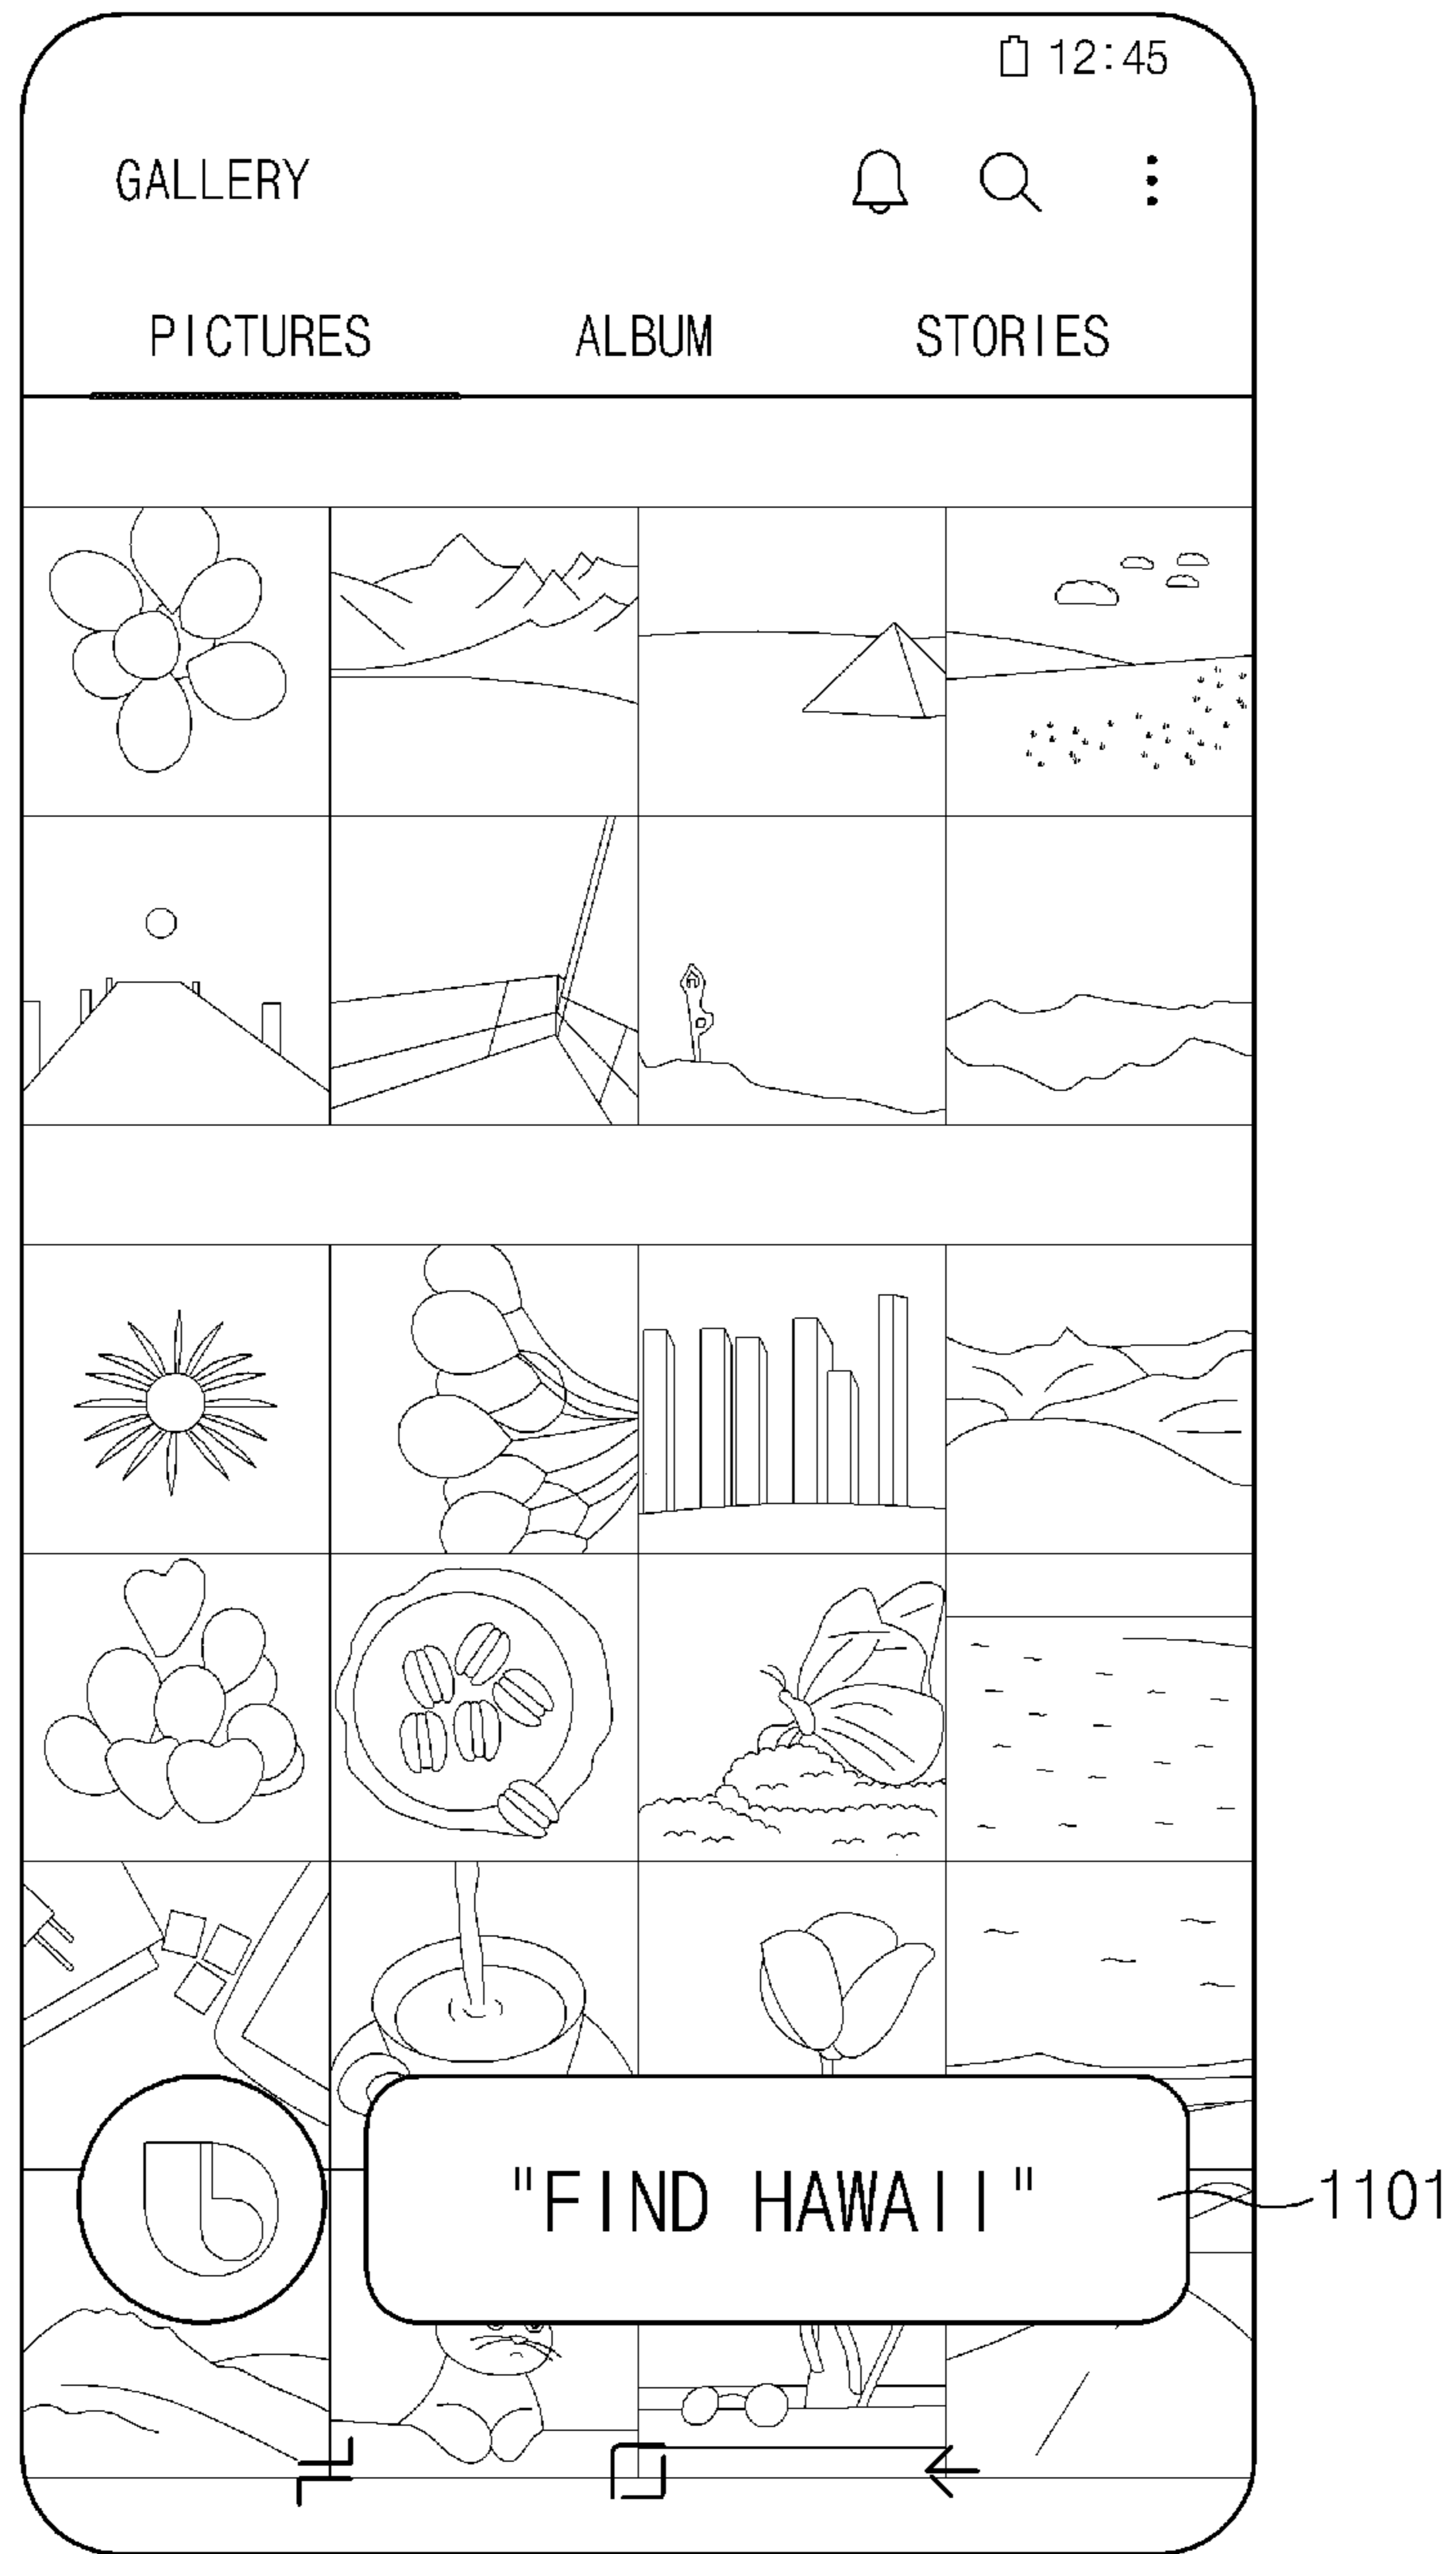 12:45
GALLERY
PICTURES ALBUM STORIES
"FIND HAWAII"
1101